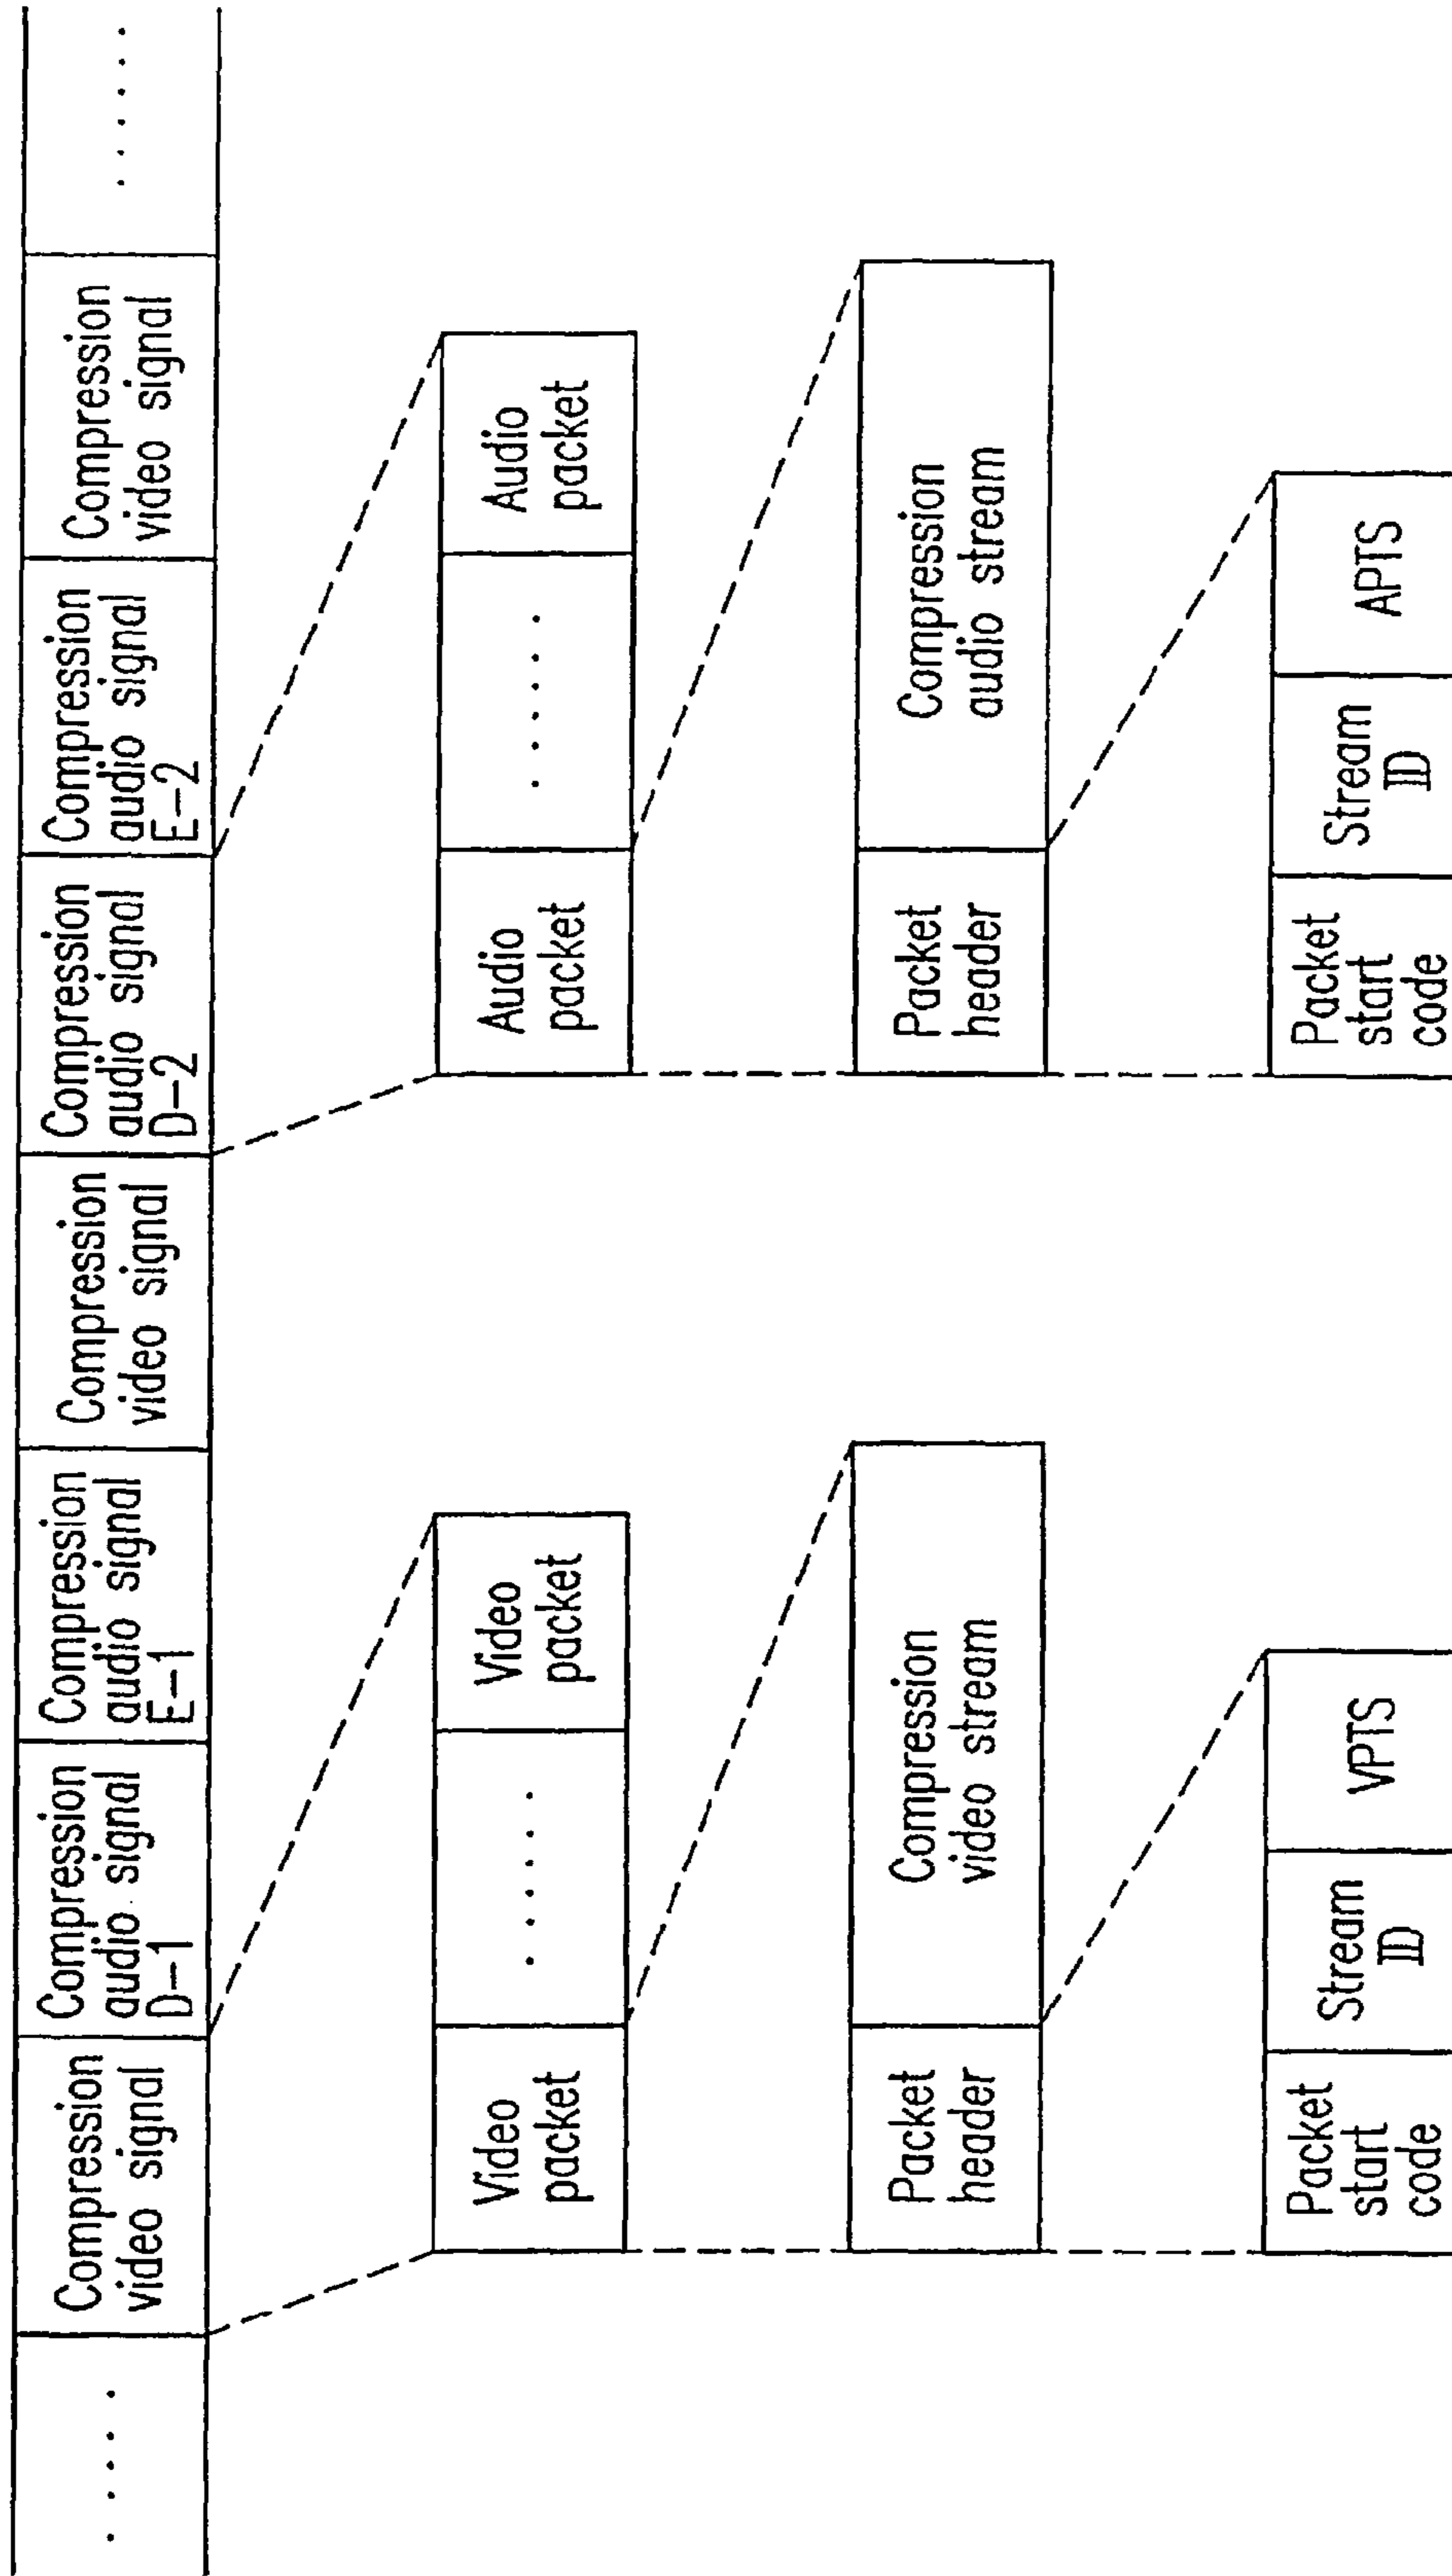 . . . . .
Compression
video signal
Compression
audio signal
D-1
Compression
audio signal
E-1
Compression
video signal
Compression
audio signal
D-2
Compression
audio signal
E-2
Compression
video signal
. . . . . .
Video
packet
. . . . . .
Video
packet
Audio
packet
. . . . . .
Audio
packet
Packet
header
Compression
video stream
Packet
header
Compression
audio stream
Packet
start
code
Stream
ID
VPTS
Packet
start
code
Stream
ID
APTS